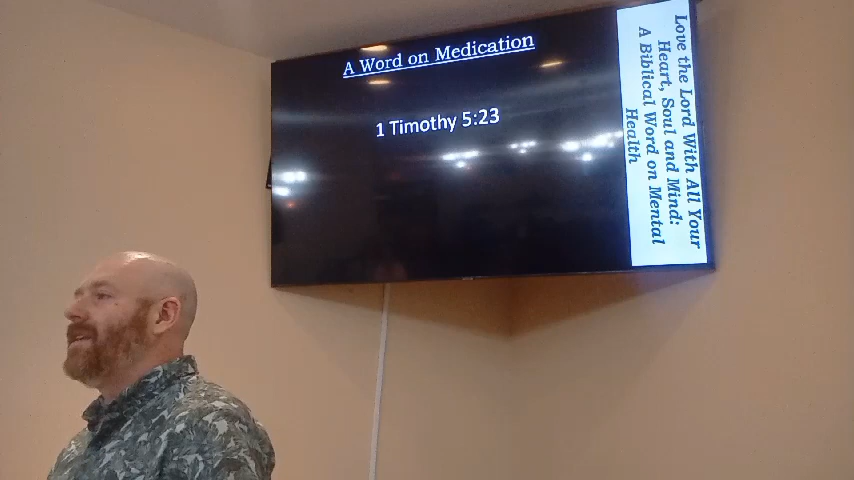 A Word on Medication
1 Timothy 5:23
Love the Lord With All Your
Heart, Soul and Mind:
A Biblical Word on Mental
Health